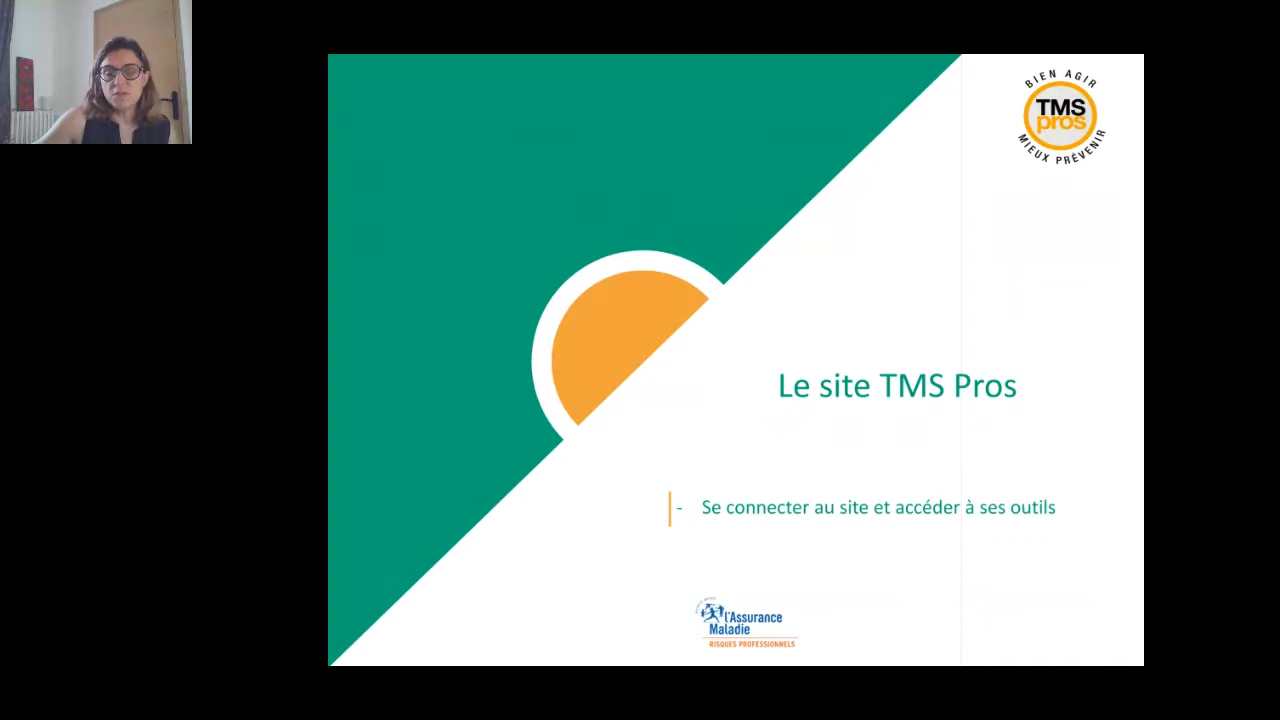 BIEN AGIR
TMS
pros
MIEUX PRÉVENIR
Le site TMS Pros
- Se connecter au site et accéder à ses outils
l'Assurance
Maladie
RISQUES PROFESSIONNELS